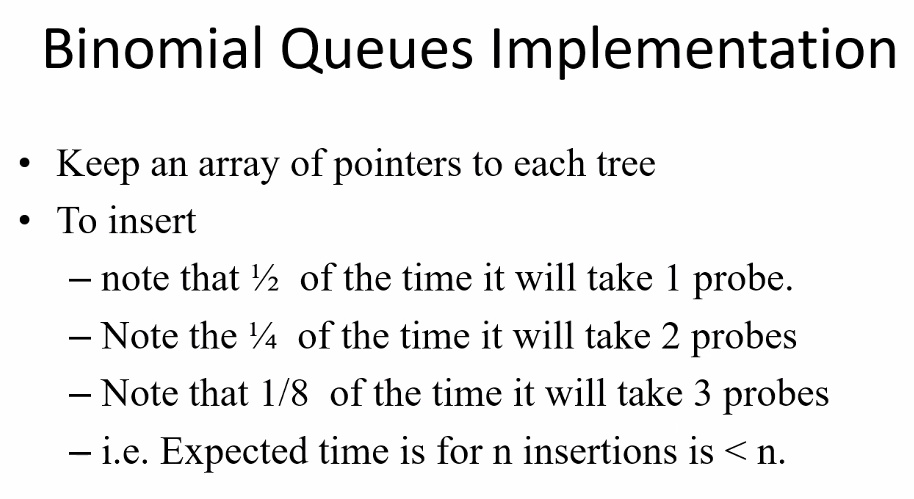 Binomial Queues Implementation
• Keep an array of pointers to each tree
• To insert
– note that ½ of the time it will take 1 probe.
– Note the ¼ of the time it will take 2 probes
– Note that 1/8 of the time it will take 3 probes
– i.e. Expected time is for n insertions is < n.